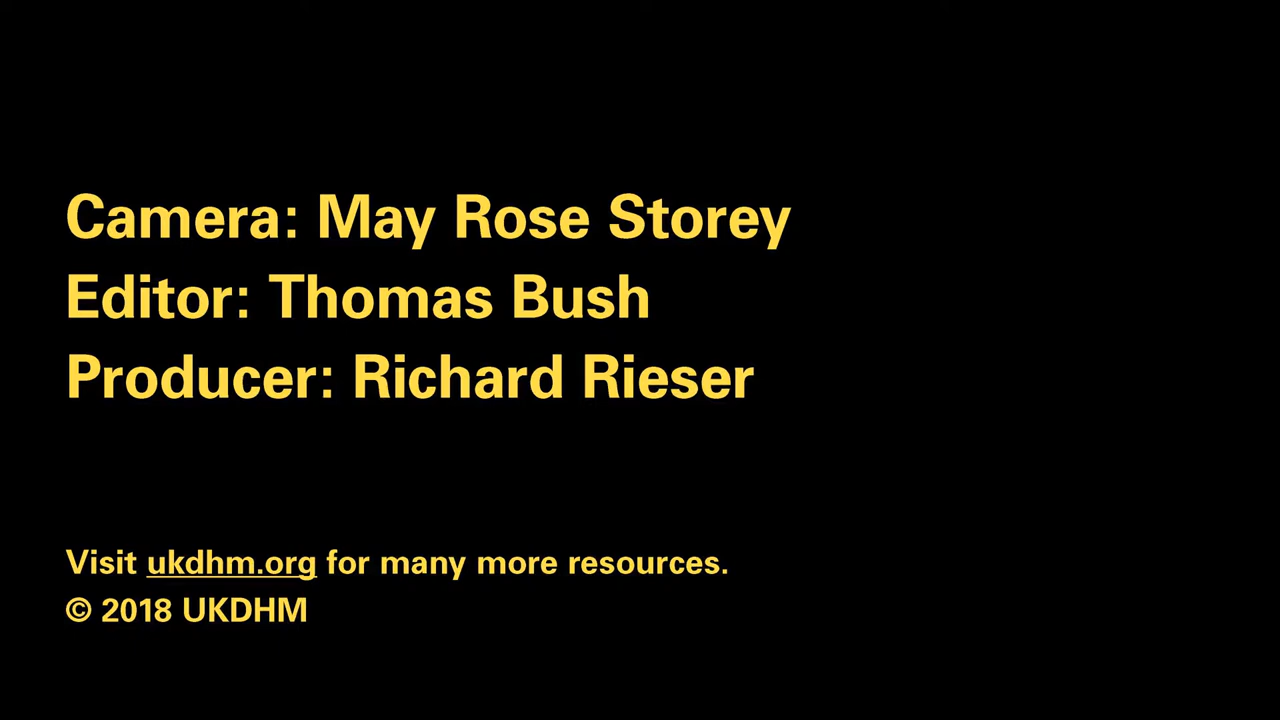 Camera: May Rose Storey
Editor: Thomas Bush
Producer: Richard Rieser
Visit ukdhm.org for many more resources.
© 2018 UKDHM